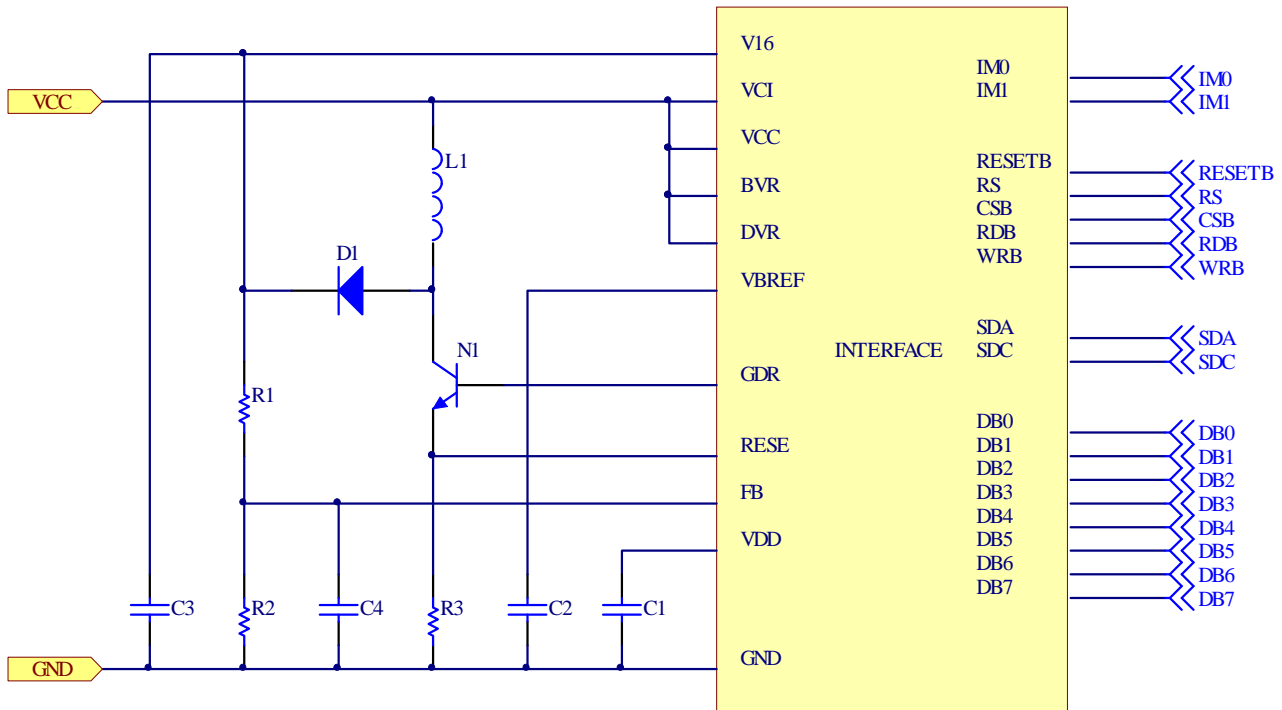 V16
IM0
IM0
VCC
VCI
IM1
IM1
VCC
L1
RESETB
RESETB
BVR
RS
RS
CSB
CSB
DVR
RDB
RDB
D1
WRB
WRB
VBREF
SDA
SDA
N1
INTERFACE
SDC
SDC
GDR
R1
DB0
DB0
RESE
DB1
DB1
DB2
DB2
FB
DB3
DB3
DB4
DB4
VDD
DB5
DB5
DB6
DB6
DB7
DB7
C3
R2
C4
R3
C2
C1
GND
GND